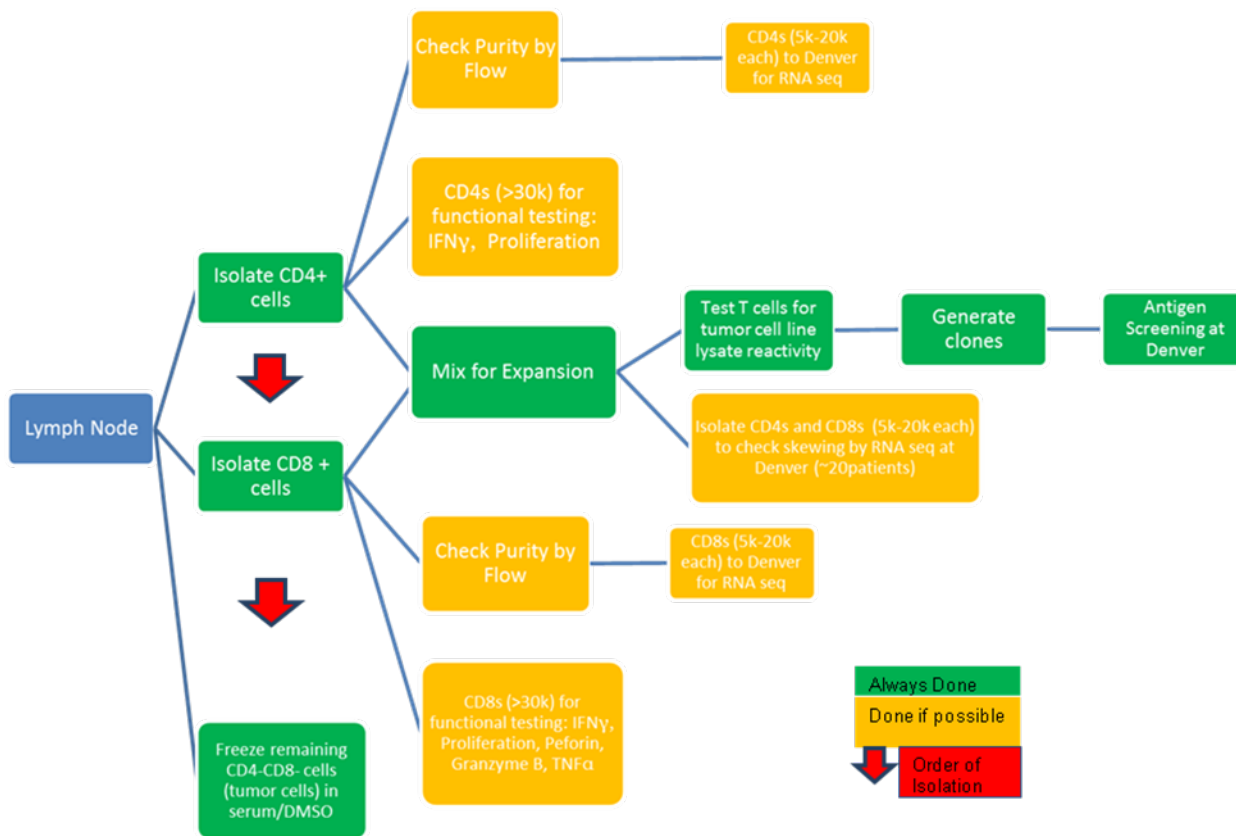 Check Purity by
Flow
CD4s (5k-20k
each) to Denver
for RNA seq
CD4s (>30k) for
functional testing:
IFNγ, Proliferation
Isolate CD4+
cells
Test T cells for
tumor cell line
lysate reactivity
Generate
clones
Antigen
Screening at
Denver
Mix for Expansion
Lymph Node
Isolate CD8 +
cells
Isolate CD4s and CD8s (5k-20k each)
to check skewing by RNA seq at
Denver (~20patients)
Check Purity by
Flow
CD8s (5k-20k
each) to Denver
for RNA seq
CD8s (>30k) for
functional testing: IFNγ,
Proliferation, Peforin,
Granzyme B, TNFα
Freeze remaining
CD4-CD8- cells
(tumor cells) in
serum/DMSO
Always Done
Done if possible
Order of
Isolation